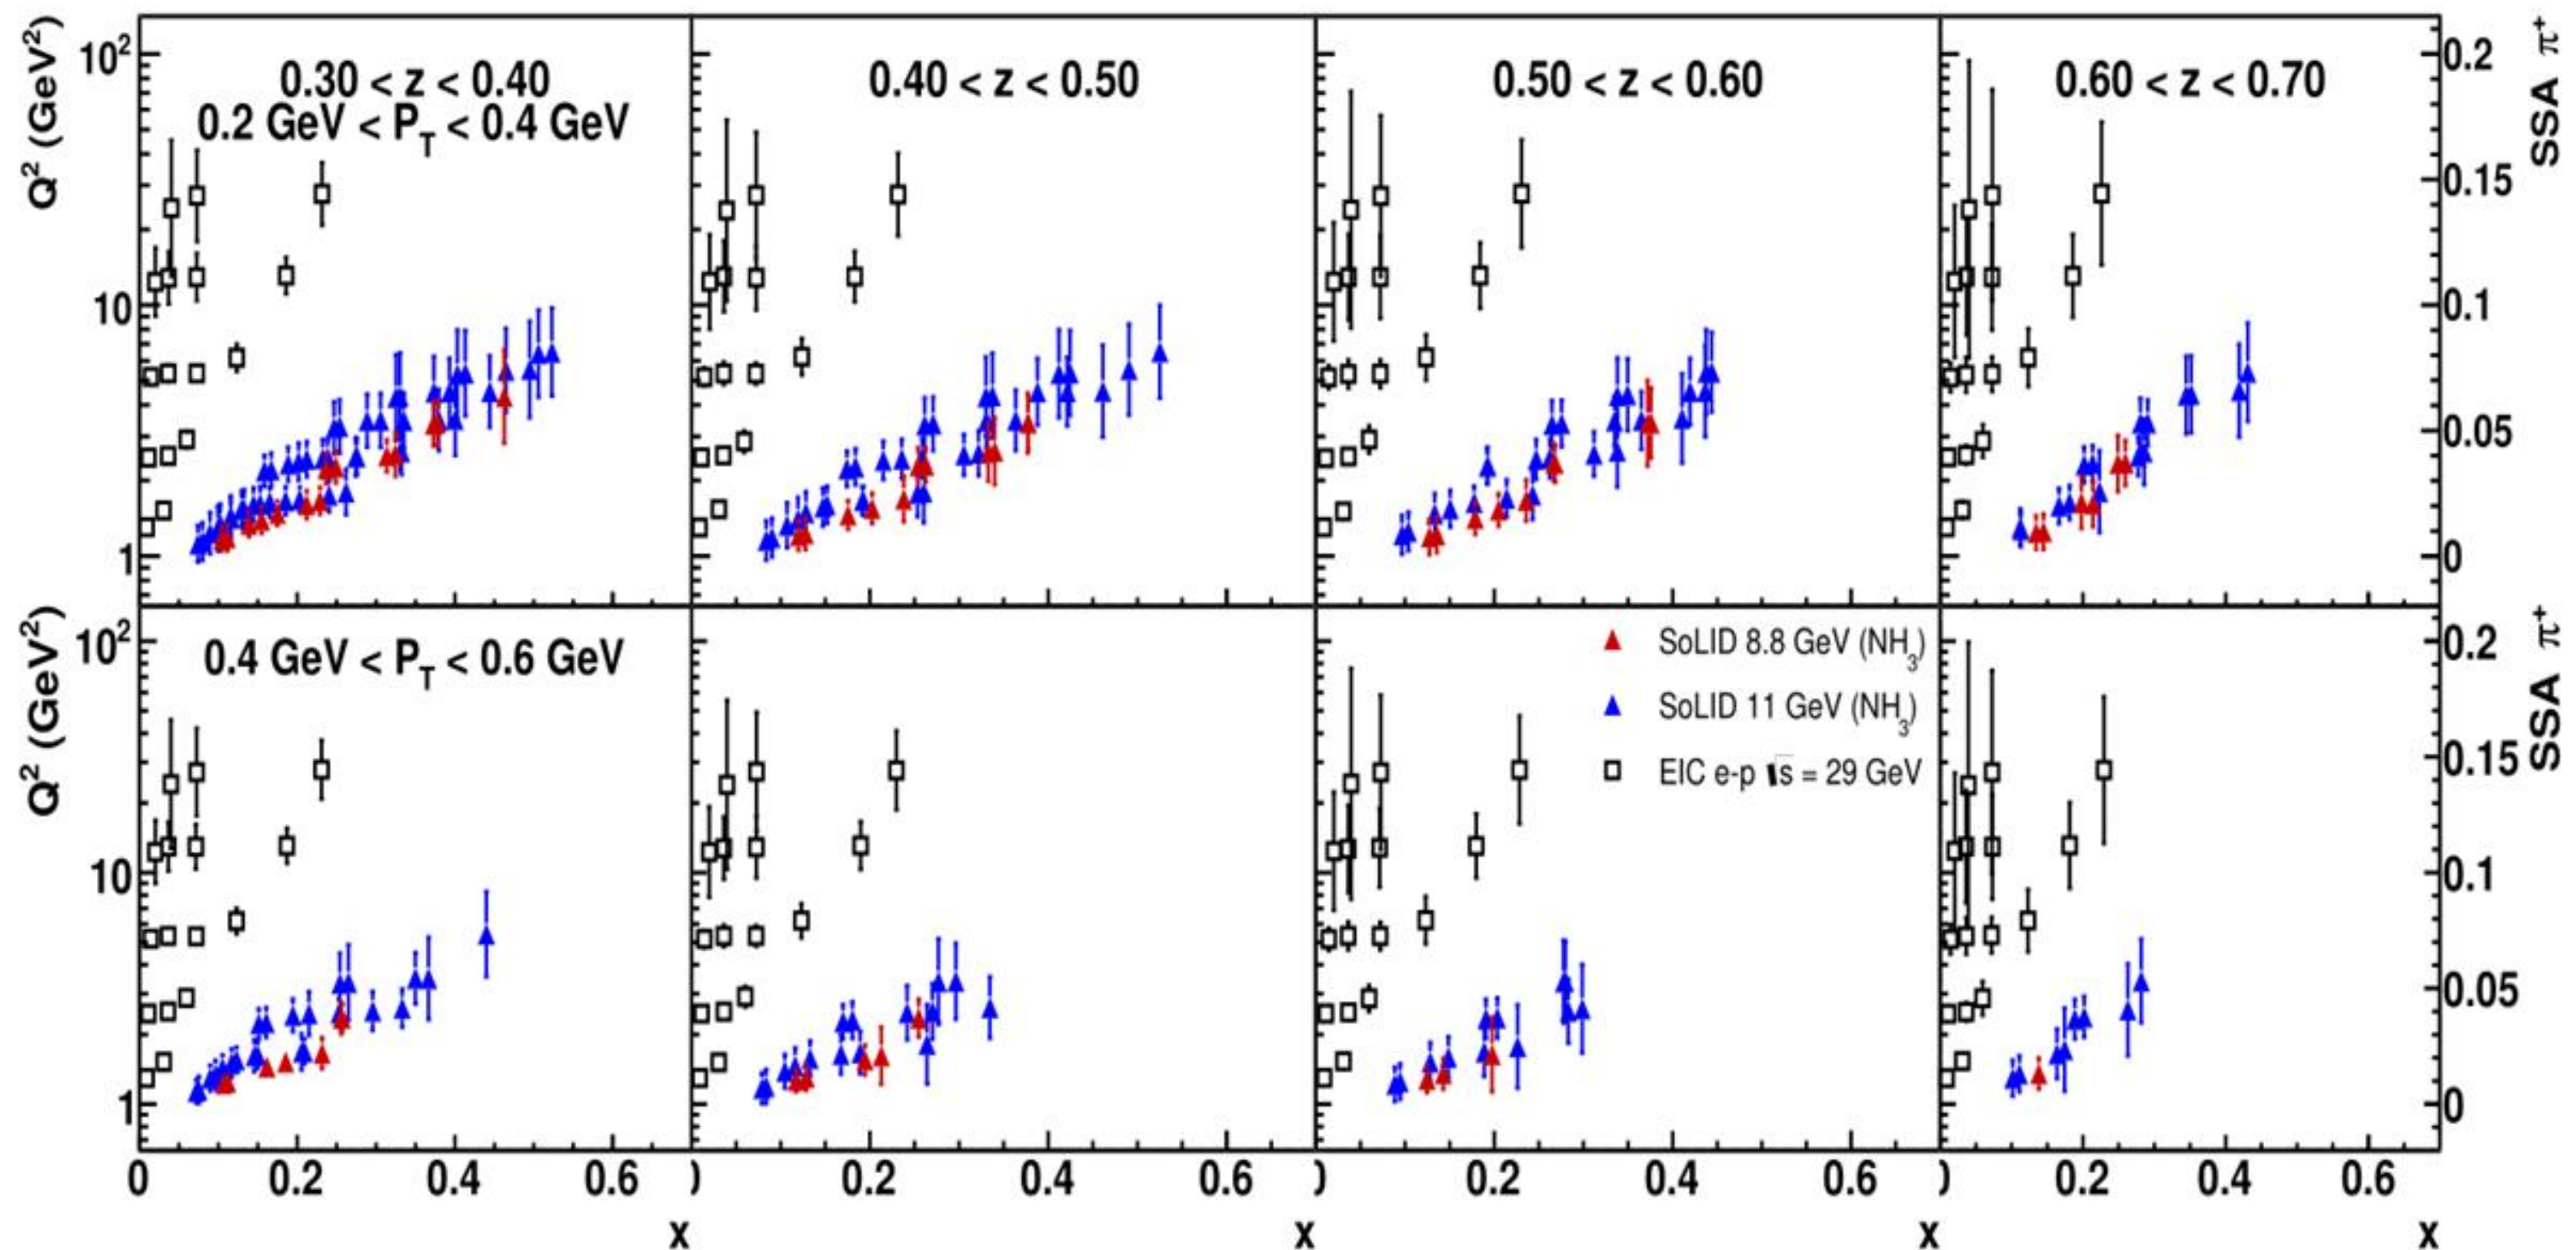 0.30 < z < 0.40
0.2 GeV < P_T < 0.4 GeV
0.40 < z < 0.50
0.50 < z < 0.60
0.60 < z < 0.70
Q² (GeV²)
10²
10
1
SSA π⁺
0.2
0.15
0.1
0.05
0
0.4 GeV < P_T < 0.6 GeV
Q² (GeV²)
10²
10
1
SoLID 8.8 GeV (NH₃)
SoLID 11 GeV (NH₃)
EIC e-p √s = 29 GeV
SSA π⁺
0.2
0.15
0.1
0.05
0
0 0.2 0.4 0.6
0.2 0.4 0.6
0.2 0.4 0.6
0.2 0.4 0.6
x x x x